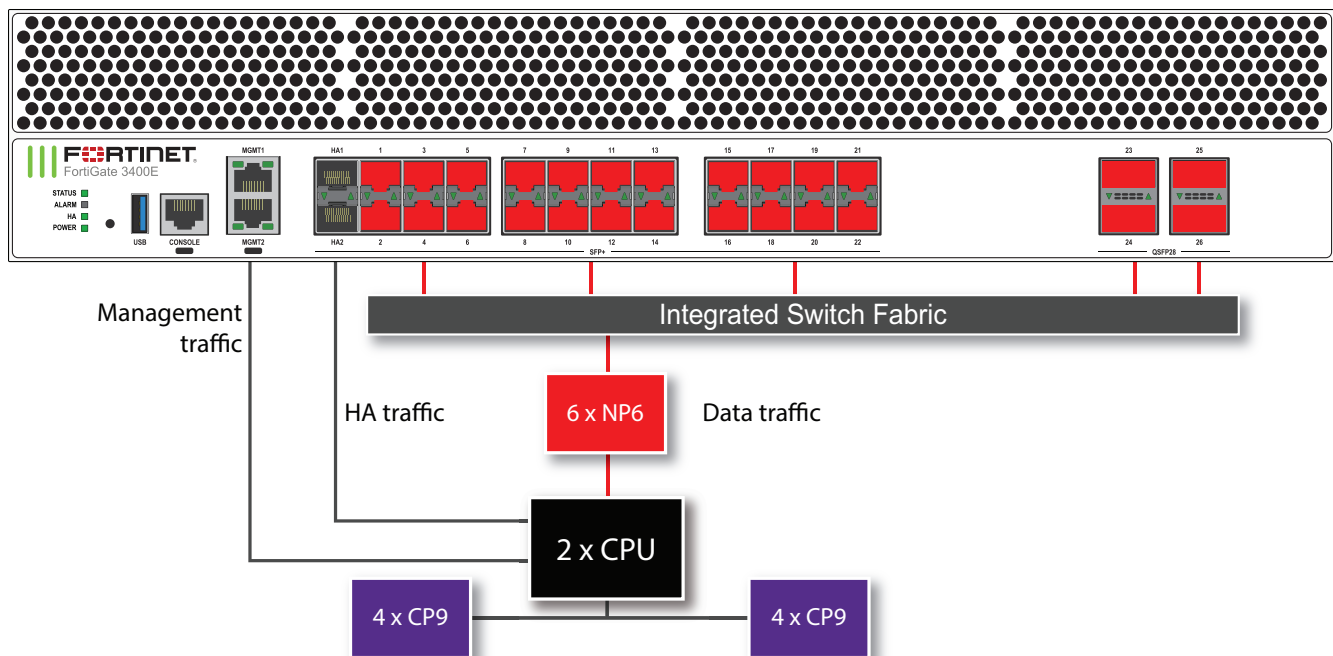 FORTINET.
FortiGate 3400E
STATUS
ALARM
HA
POWER
USB
CONSOLE
MGMT1
MGMT2
HA1 1 3 5 7 9 11 13 15 17 19 21 23 25
HA2 2 4 6 8 10 12 14 16 18 20 22 24 26
SFP+ QSFP28
Management
traffic
Integrated Switch Fabric
HA traffic
6 x NP6
Data traffic
2 x CPU
4 x CP9
4 x CP9